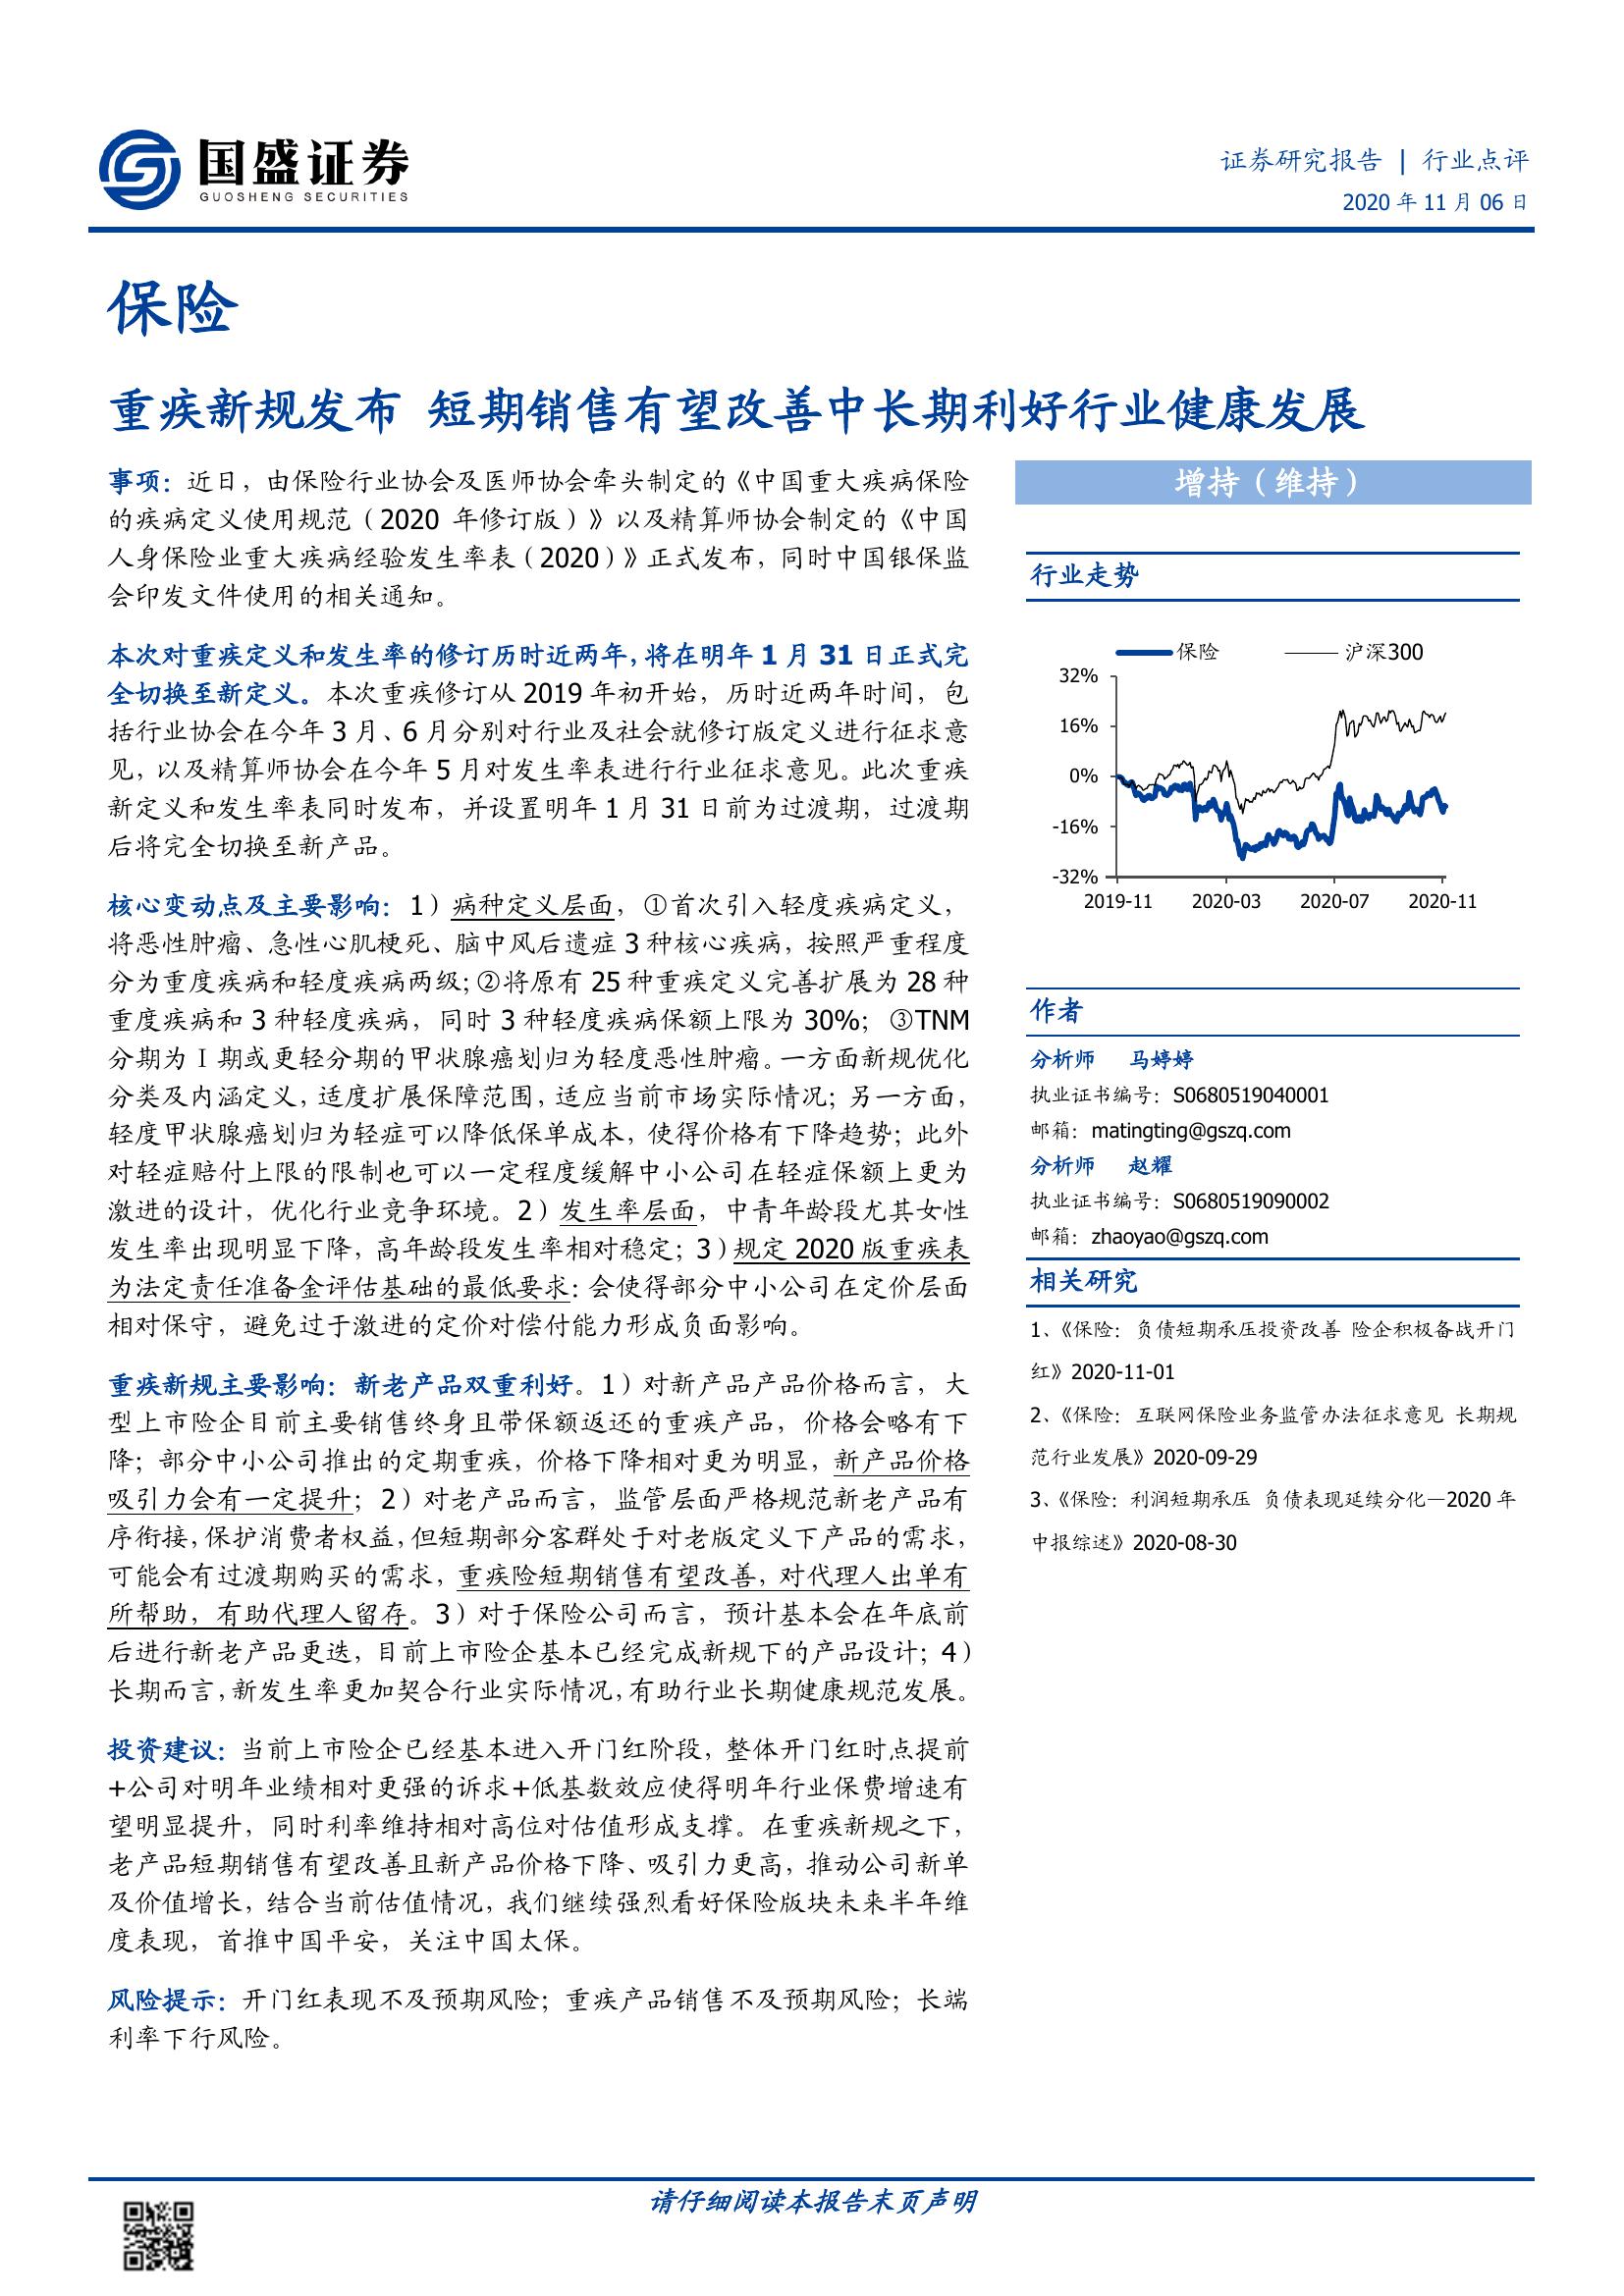 国盛证券
GUOSHENG SECURITIES
证券研究报告 | 行业点评
2020 年 11 月 06 日
保险
重疾新规发布 短期销售有望改善中长期利好行业健康发展
事项：近日，由保险行业协会及医师协会牵头制定的《中国重大疾病保险
的疾病定义使用规范（2020 年修订版）》以及精算师协会制定的《中国
人身保险业重大疾病经验发生率表（2020）》正式发布，同时中国银保监
会印发文件使用的相关通知。
本次对重疾定义和发生率的修订历时近两年，将在明年 1 月 31 日正式完
全切换至新定义。本次重疾修订从 2019 年初开始，历时近两年时间，包
括行业协会在今年 3 月、6 月分别对行业及社会就修订版定义进行征求意
见，以及精算师协会在今年 5 月对发生率表进行行业征求意见。此次重疾
新定义和发生率表同时发布，并设置明年 1 月 31 日前为过渡期，过渡期
后将完全切换至新产品。
核心变动点及主要影响：1）病种定义层面，①首次引入轻度疾病定义，
将恶性肿瘤、急性心肌梗死、脑中风后遗症 3 种核心疾病，按照严重程度
分为重度疾病和轻度疾病两级；②将原有 25 种重疾定义完善扩展为 28 种
重度疾病和 3 种轻度疾病，同时 3 种轻度疾病保额上限为 30%；③TNM
分期为Ⅰ期或更轻分期的甲状腺癌划归为轻度恶性肿瘤。一方面新规优化
分类及内涵定义，适度扩展保障范围，适应当前市场实际情况；另一方面，
轻度甲状腺癌划归为轻症可以降低保单成本，使得价格有下降趋势；此外
对轻症赔付上限的限制也可以一定程度缓解中小公司在轻症保额上更为
激进的设计，优化行业竞争环境。2）发生率层面，中青年龄段尤其女性
发生率出现明显下降，高年龄段发生率相对稳定；3）规定 2020 版重疾表
为法定责任准备金评估基础的最低要求：会使得部分中小公司在定价层面
相对保守，避免过于激进的定价对偿付能力形成负面影响。
重疾新规主要影响：新老产品双重利好。1）对新产品产品价格而言，大
型上市险企目前主要销售终身且带保额返还的重疾产品，价格会略有下
降；部分中小公司推出的定期重疾，价格下降相对更为明显，新产品价格
吸引力会有一定提升；2）对老产品而言，监管层面严格规范新老产品有
序衔接，保护消费者权益，但短期部分客群处于对老版定义下产品的需求，
可能会有过渡期购买的需求，重疾险短期销售有望改善，对代理人出单有
所帮助，有助代理人留存。3）对于保险公司而言，预计基本会在年底前
后进行新老产品更迭，目前上市险企基本已经完成新规下的产品设计；4）
长期而言，新发生率更加契合行业实际情况，有助行业长期健康规范发展。
投资建议：当前上市险企已经基本进入开门红阶段，整体开门红时点提前
+公司对明年业绩相对更强的诉求+低基数效应使得明年行业保费增速有
望明显提升，同时利率维持相对高位对估值形成支撑。在重疾新规之下，
老产品短期销售有望改善且新产品价格下降、吸引力更高，推动公司新单
及价值增长，结合当前估值情况，我们继续强烈看好保险版块未来半年维
度表现，首推中国平安，关注中国太保。
风险提示：开门红表现不及预期风险；重疾产品销售不及预期风险；长端
利率下行风险。
增持（维持）
行业走势
保险 沪深300
32%
16%
0%
-16%
-32%
2019-11 2020-03 2020-07 2020-11
作者
分析师 马婷婷
执业证书编号：S0680519040001
邮箱：matingting@gszq.com
分析师 赵耀
执业证书编号：S0680519090002
邮箱：zhaoyao@gszq.com
相关研究
1、《保险：负债短期承压投资改善 险企积极备战开门
红》2020-11-01
2、《保险：互联网保险业务监管办法征求意见 长期规
范行业发展》2020-09-29
3、《保险：利润短期承压 负债表现延续分化—2020 年
中报综述》2020-08-30
请仔细阅读本报告末页声明